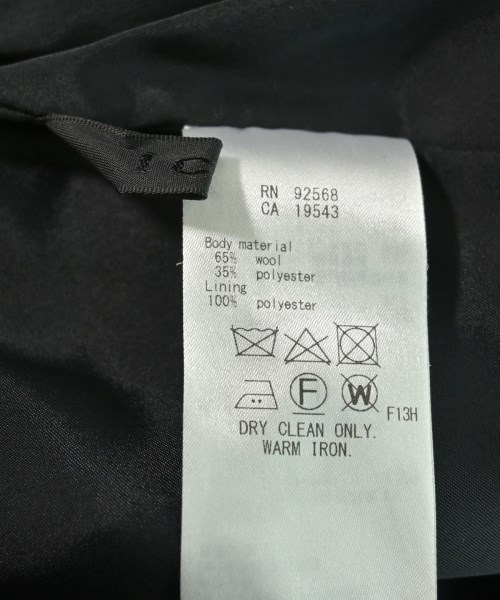 IC
RN 92568
CA 19543
Body material
65% wool
35% polyester
Lining
100% polyester
F W
F13H
DRY CLEAN ONLY.
WARM IRON.